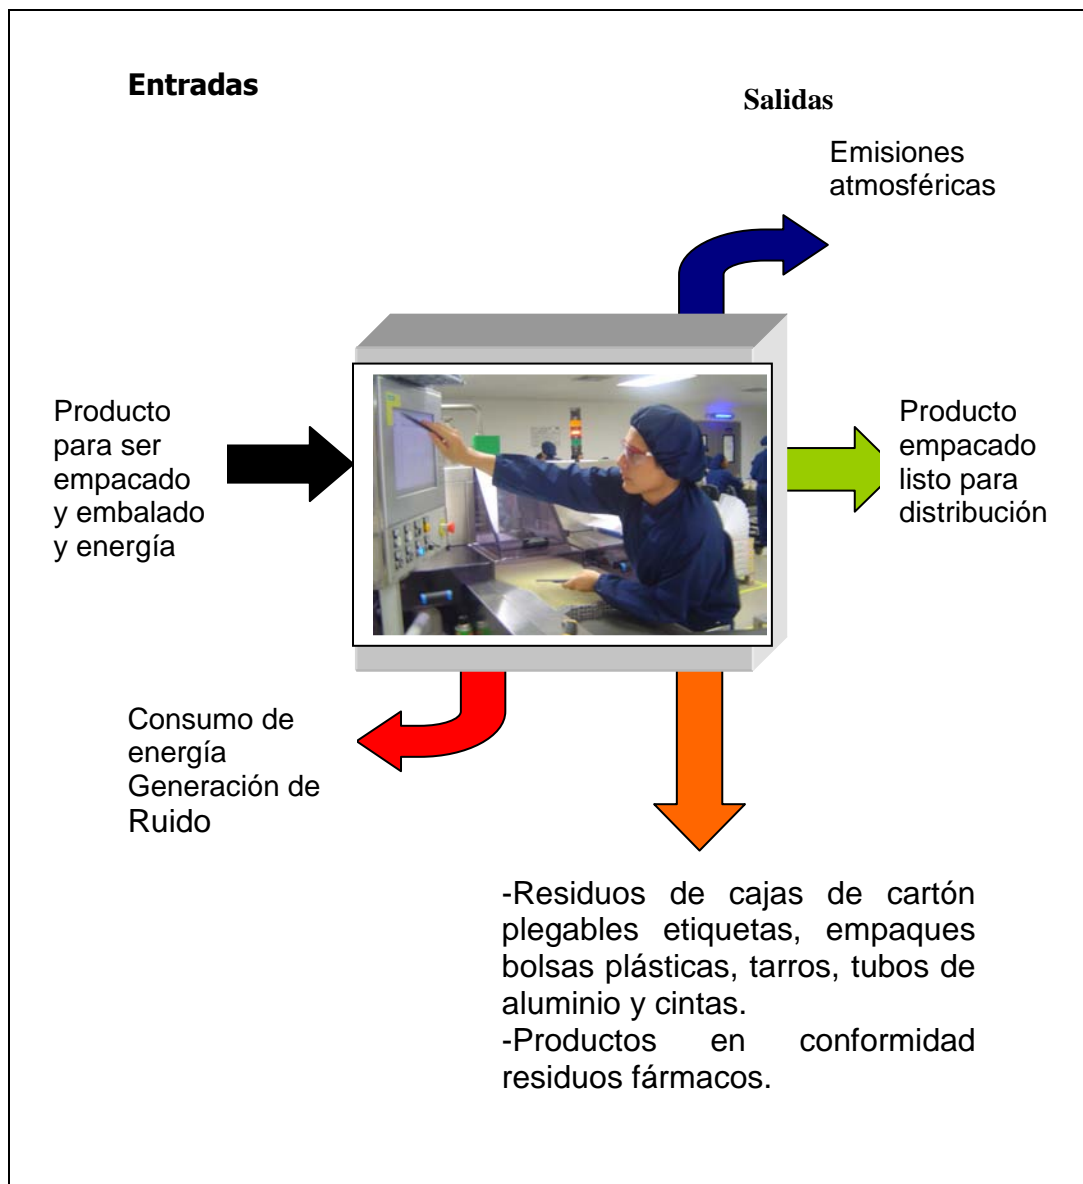 Entradas
Salidas
Emisiones
atmosféricas
Producto
para ser
empacado
y embalado
y energía
Producto
empacado
listo para
distribución
Consumo de
energía
Generación de
Ruido
-Residuos de cajas de cartón
plegables etiquetas, empaques
bolsas plásticas, tarros, tubos de
aluminio y cintas.
-Productos en conformidad
residuos fármacos.